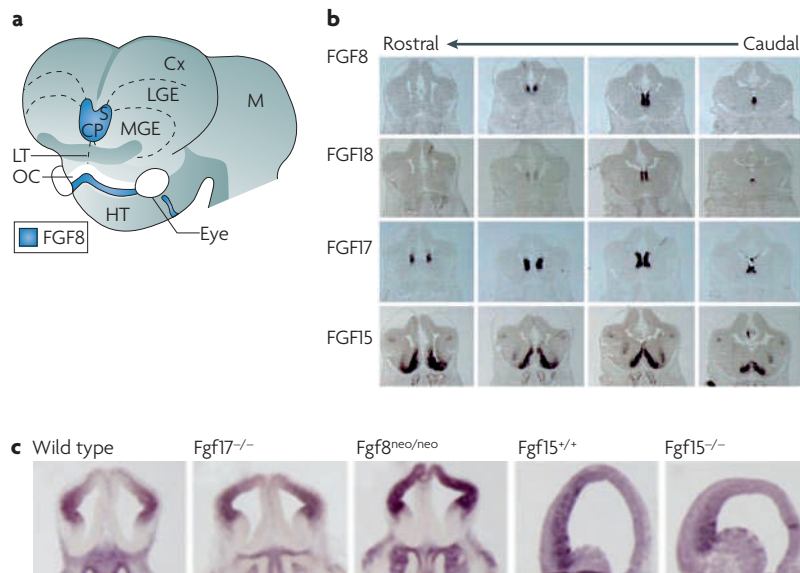 a
Cx
LGE
M
S
CP
MGE
LT
OC
HT
Eye
FGF8
b
Rostral
Caudal
FGF8
FGF18
FGF17
FGF15
c Wild type Fgf17–/– Fgf8neo/neo Fgf15+/+ Fgf15–/–